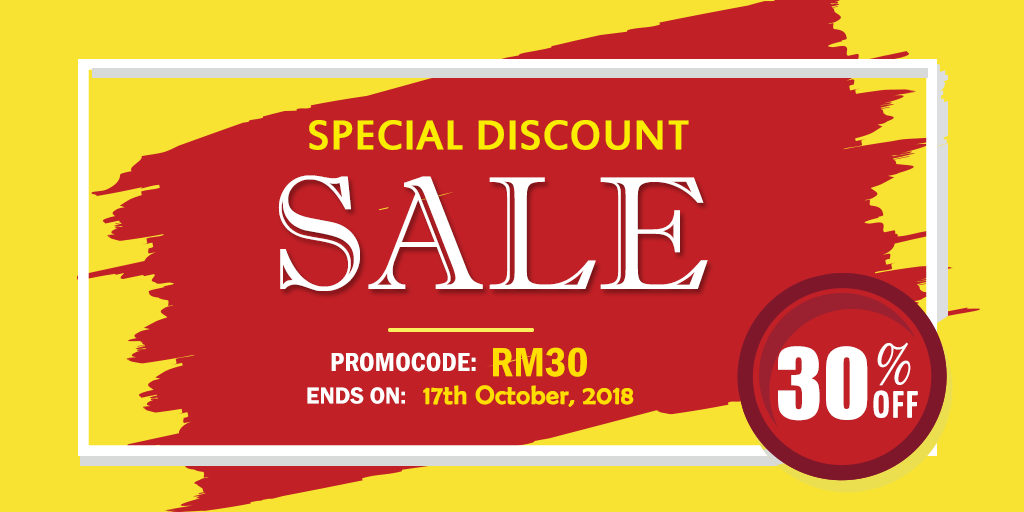 SPECIAL DISCOUNT
SALE
PROMOCODE: RM30
ENDS ON: 17th October, 2018
30%
OFF